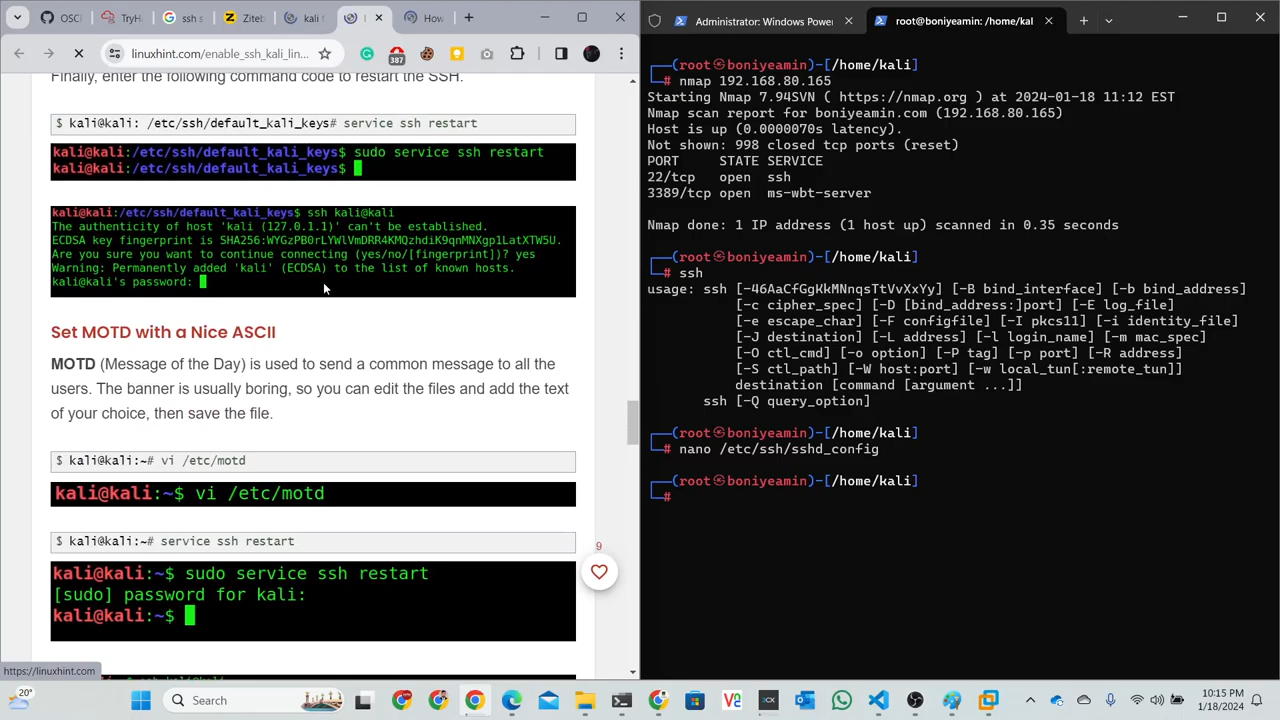 OSC
TryH
ssh s
Ziteb
kali f
l
How
linuxhint.com/enable_ssh_kali_lin...
387
Finally, enter the following command code to restart the SSH.
$ kali@kali: /etc/ssh/default_kali_keys# service ssh restart
kali@kali:/etc/ssh/default_kali_keys$ sudo service ssh restart
kali@kali:/etc/ssh/default_kali_keys$
kali@kali:/etc/ssh/default_kali_keys$ ssh kali@kali
The authenticity of host 'kali (127.0.1.1)' can't be established.
ECDSA key fingerprint is SHA256:WYGzPB0rLYWlVmDRR4KMQzhdiK9qnMNXgp1LatXTW5U.
Are you sure you want to continue connecting (yes/no/[fingerprint])? yes
Warning: Permanently added 'kali' (ECDSA) to the list of known hosts.
kali@kali's password:
Set MOTD with a Nice ASCII
MOTD (Message of the Day) is used to send a common message to all the
users. The banner is usually boring, so you can edit the files and add the text
of your choice, then save the file.
$ kali@kali:~# vi /etc/motd
kali@kali:~$ vi /etc/motd
$ kali@kali:~# service ssh restart
9
kali@kali:~$ sudo service ssh restart
[sudo] password for kali:
kali@kali:~$
https://linuxhint.com
Administrator: Windows Power
root@boniyeamin: /home/kal
(root㉿boniyeamin)-[/home/kali]
# nmap 192.168.80.165
Starting Nmap 7.94SVN ( https://nmap.org ) at 2024-01-18 11:12 EST
Nmap scan report for boniyeamin.com (192.168.80.165)
Host is up (0.0000070s latency).
Not shown: 998 closed tcp ports (reset)
PORT     STATE SERVICE
22/tcp   open  ssh
3389/tcp open  ms-wbt-server
Nmap done: 1 IP address (1 host up) scanned in 0.35 seconds
(root㉿boniyeamin)-[/home/kali]
# ssh
usage: ssh [-46AaCfGgKkMNnqsTtVvXxYy] [-B bind_interface] [-b bind_address]
[-c cipher_spec] [-D [bind_address:]port] [-E log_file]
[-e escape_char] [-F configfile] [-I pkcs11] [-i identity_file]
[-J destination] [-L address] [-l login_name] [-m mac_spec]
[-O ctl_cmd] [-o option] [-P tag] [-p port] [-R address]
[-S ctl_path] [-W host:port] [-w local_tun[:remote_tun]]
destination [command [argument ...]]
ssh [-Q query_option]
(root㉿boniyeamin)-[/home/kali]
# nano /etc/ssh/sshd_config
(root㉿boniyeamin)-[/home/kali]
#
20°
Search
10:15 PM
1/18/2024